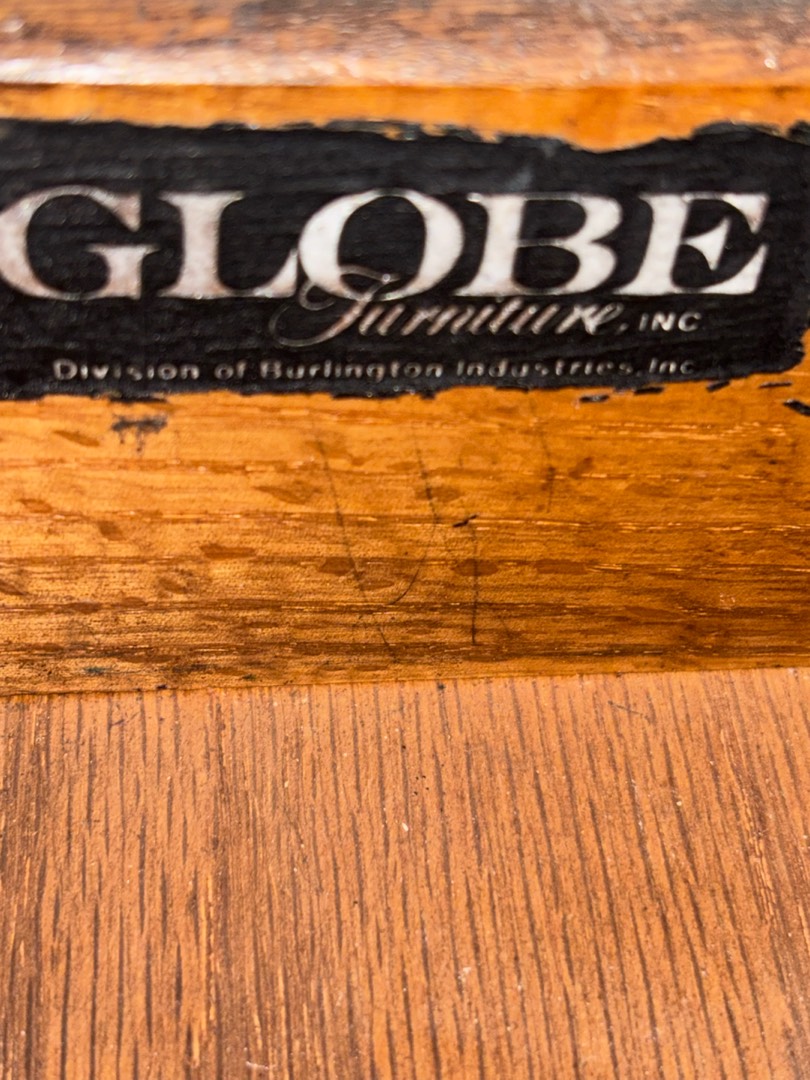 GLOBE
Furniture, INC
Division of Burlington Industries, Inc